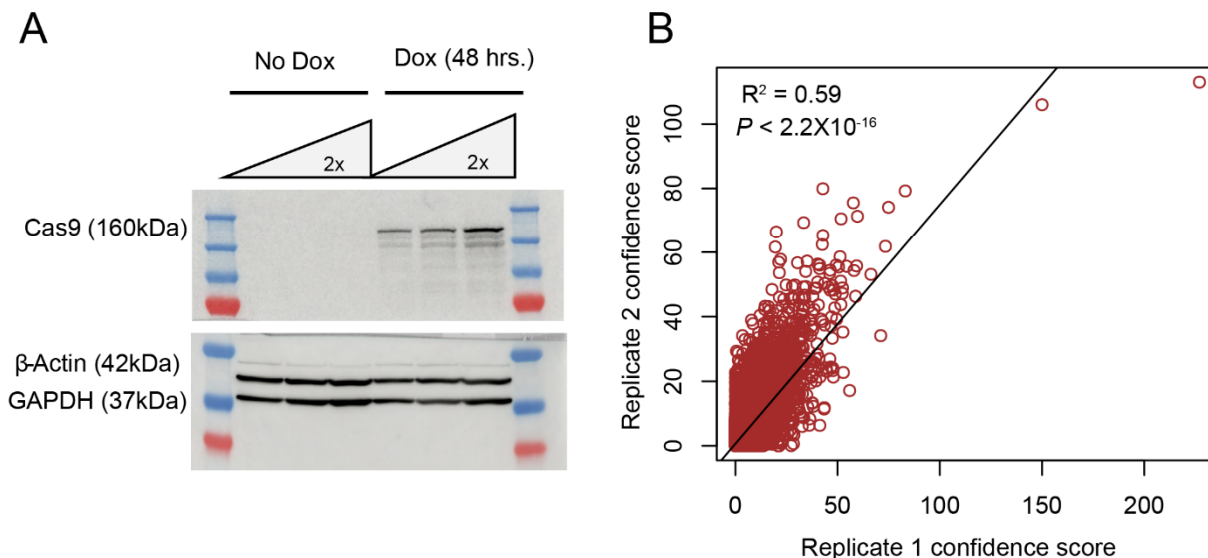 A
No Dox
Dox (48 hrs.)
2x
2x
Cas9 (160kDa)
β-Actin (42kDa)
GAPDH (37kDa)
B
R² = 0.59
P < 2.2X10⁻¹⁶
Replicate 2 confidence score
100
80
60
40
20
0
0
50
100
150
200
Replicate 1 confidence score